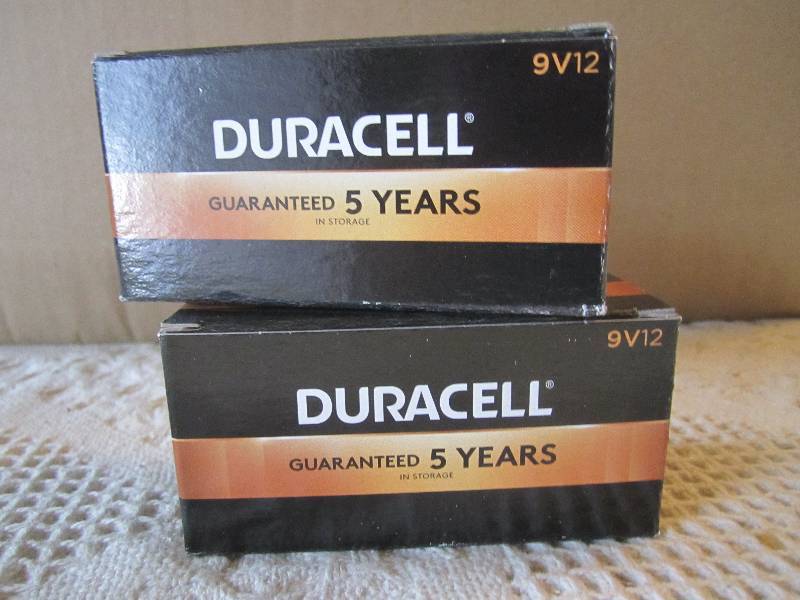 9V12
DURACELL®
GUARANTEED 5 YEARS
IN STORAGE
9V12
DURACELL®
GUARANTEED 5 YEARS
IN STORAGE